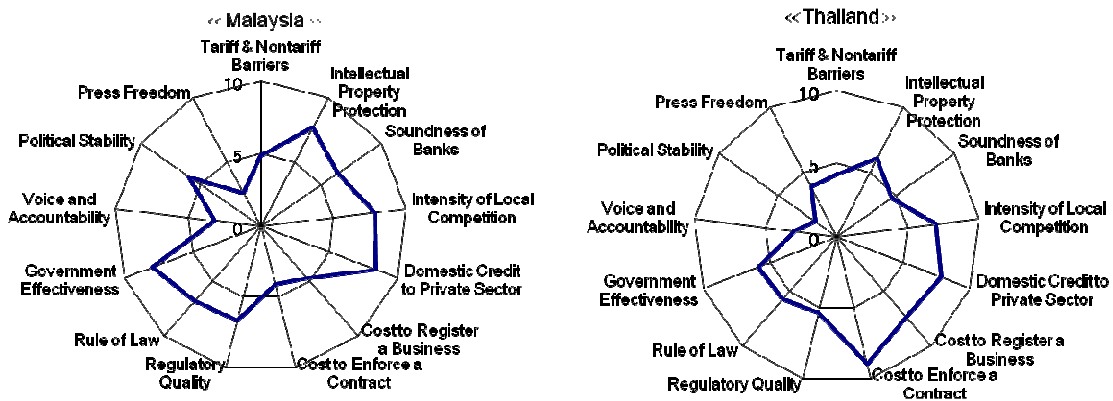 << Malaysia >>
Tariff & Nontariff
Barriers
10
Intellectual
Property
Protection
Press Freedom
Soundness of
Banks
Political Stability
5
Voice and
Accountability
Intensity of Local
Competition
0
Government
Effectiveness
Domestic Credit
to Private Sector
Rule of Law
Cost to Register
a Business
Regulatory
Quality
Cost to Enforce a
Contract
<<Thailand>>
Tariff & Nontariff
Barriers
10
Intellectual
Property
Protection
Press Freedom
Soundness of
Banks
Political Stability
5
Voice and
Accountability
Intensity of Local
Competition
0
Government
Effectiveness
Domestic Credit to
Private Sector
Rule of Law
Cost to Register a
Business
Regulatory Quality
Cost to Enforce a
Contract